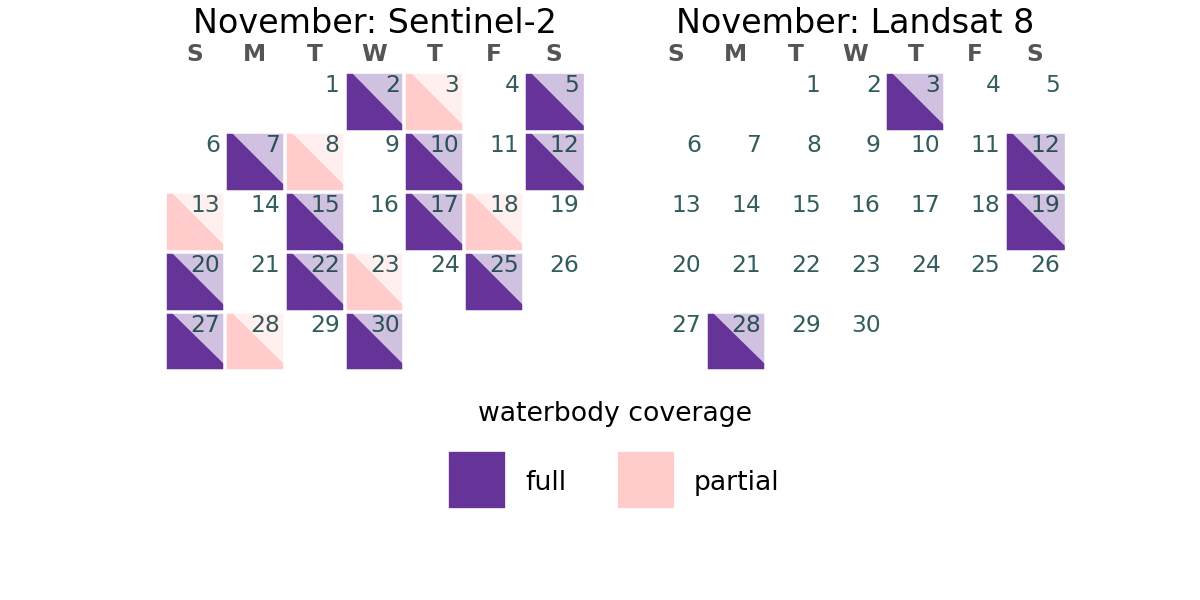 November: Sentinel-2
S M T W T F S
1 2 3 4 5
6 7 8 9 10 11 12
13 14 15 16 17 18 19
20 21 22 23 24 25 26
27 28 29 30
November: Landsat 8
S M T W T F S
1 2 3 4 5
6 7 8 9 10 11 12
13 14 15 16 17 18 19
20 21 22 23 24 25 26
27 28 29 30
waterbody coverage
full partial